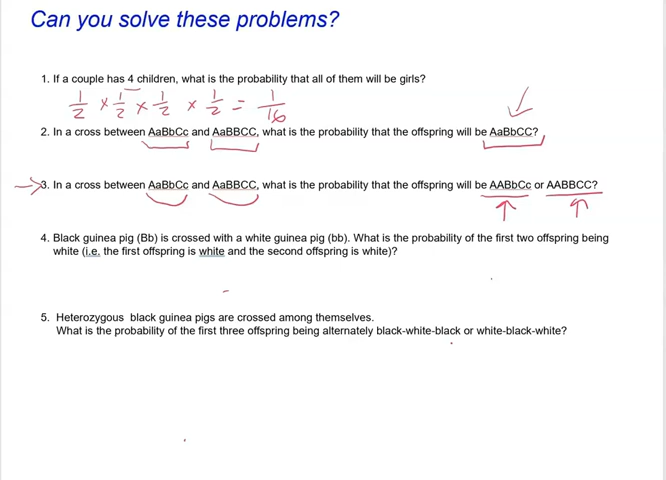 Can you solve these problems?
1. If a couple has 4 children, what is the probability that all of them will be girls?
1/2 × 1/2 × 1/2 × 1/2 = 1/16
2. In a cross between AaBbCc and AaBBCC, what is the probability that the offspring will be AaBbCC?
3. In a cross between AaBbCc and AaBBCC, what is the probability that the offspring will be AABbCc or AABBCC?
4. Black guinea pig (Bb) is crossed with a white guinea pig (bb). What is the probability of the first two offspring being
white (i.e. the first offspring is white and the second offspring is white)?
5. Heterozygous black guinea pigs are crossed among themselves.
What is the probability of the first three offspring being alternately black-white-black or white-black-white?